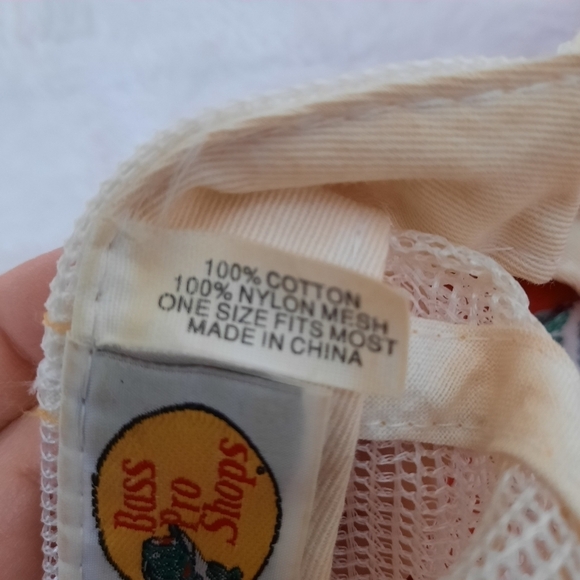 100% COTTON
100% NYLON MESH
ONE SIZE FITS MOST
MADE IN CHINA
Bass
Pro
Shops